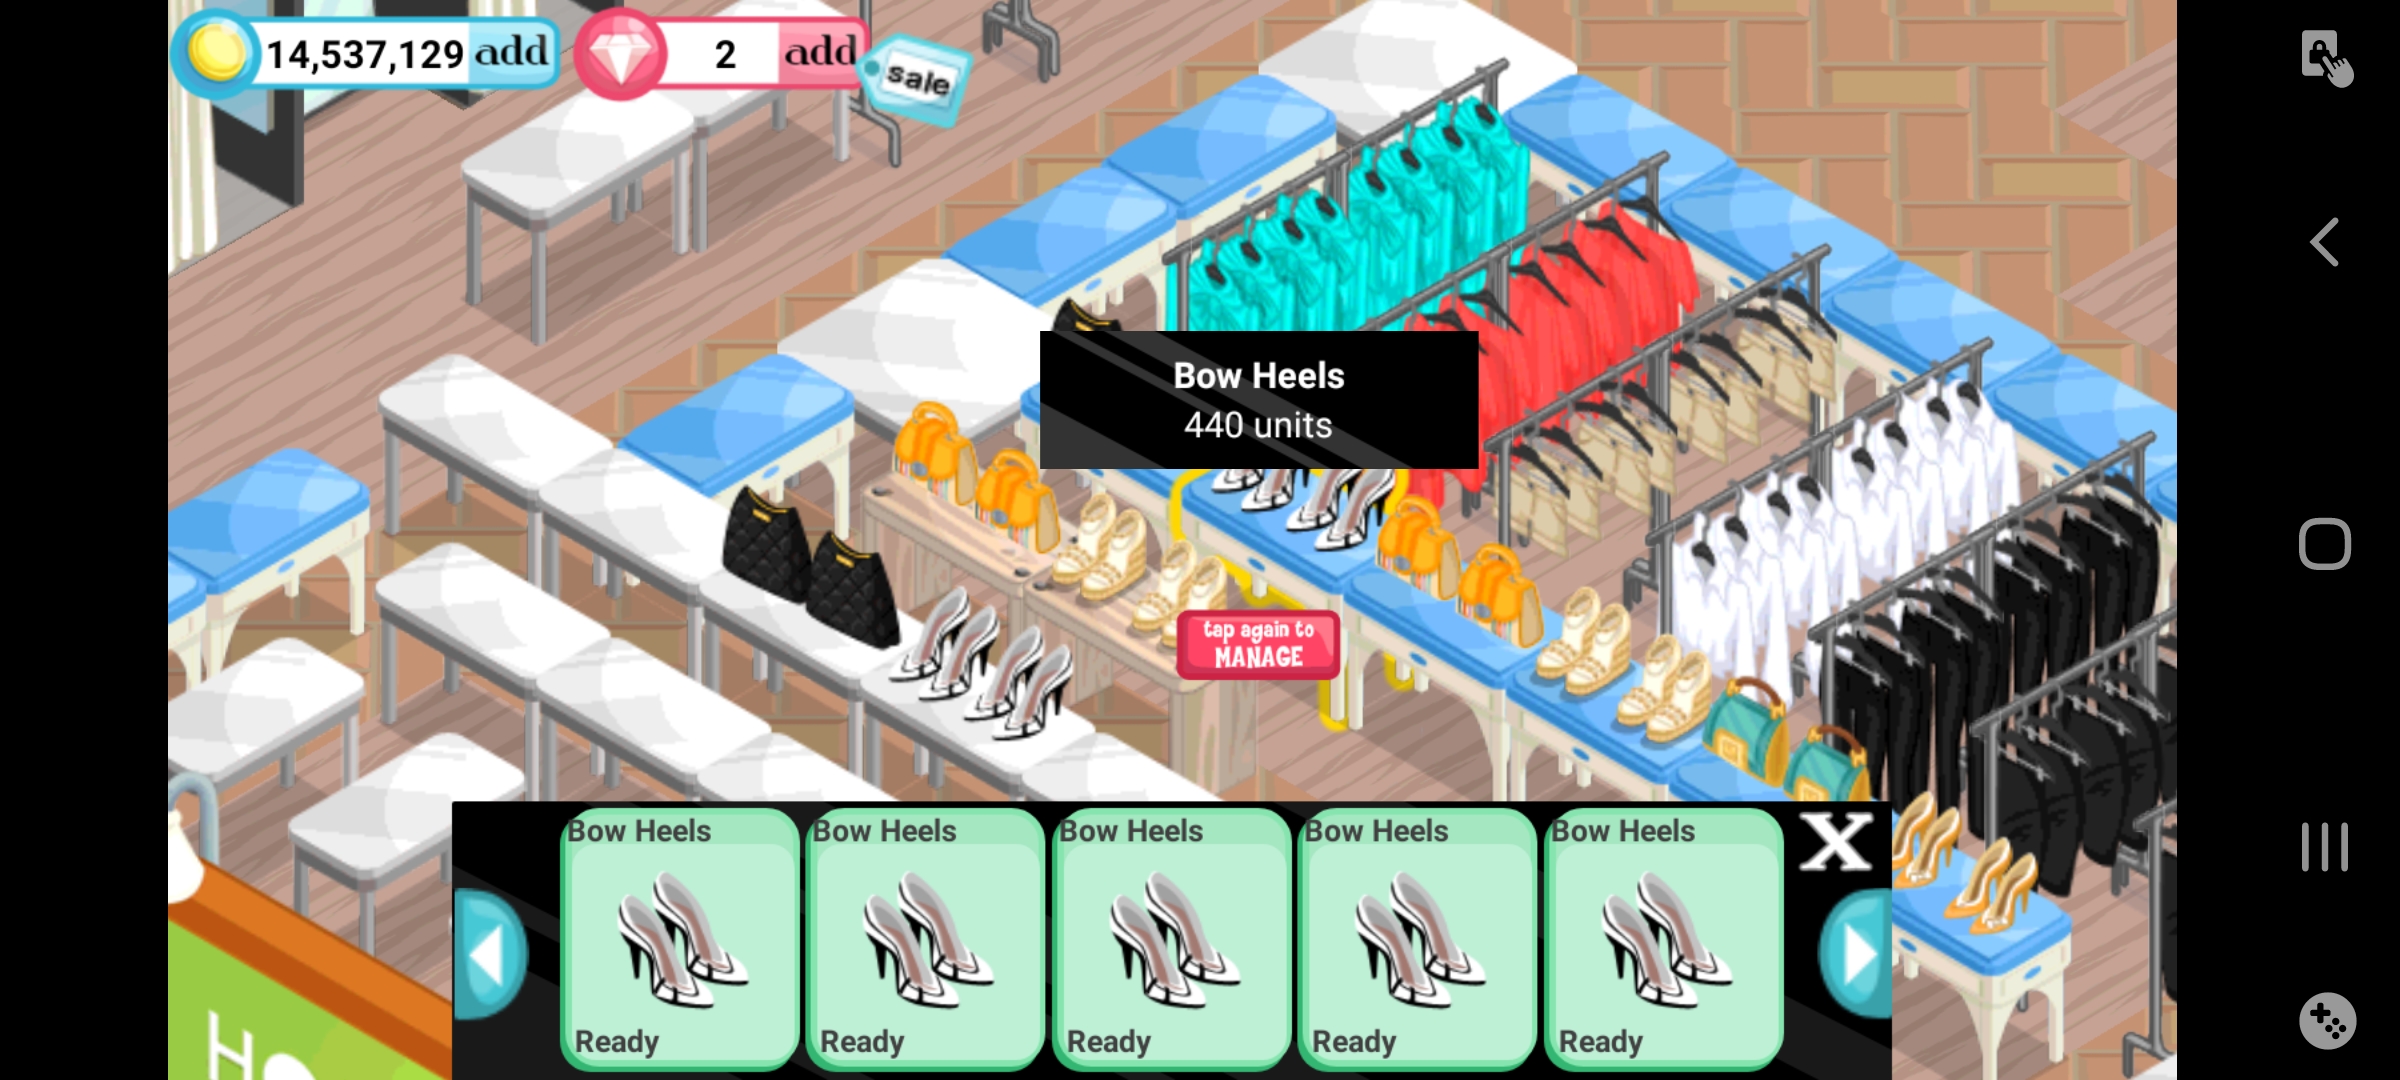 14,537,129 add
2 add
sale
Bow Heels
440 units
tap again to
MANAGE
Bow Heels
Bow Heels
Bow Heels
Bow Heels
Bow Heels
X
Ready
Ready
Ready
Ready
Ready